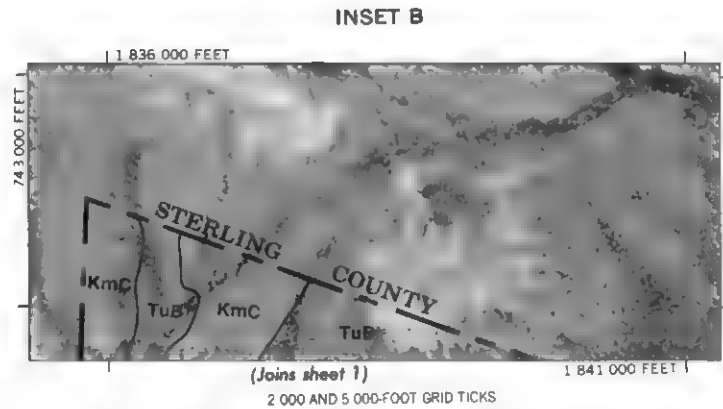 INSET B
1 836 000 FEET
743 000 FEET
STERLING COUNTY
KmC
TuB
KmC
TuB
(Joins sheet 1)
1 841 000 FEET
2 000 AND 5 000-FOOT GRID TICKS